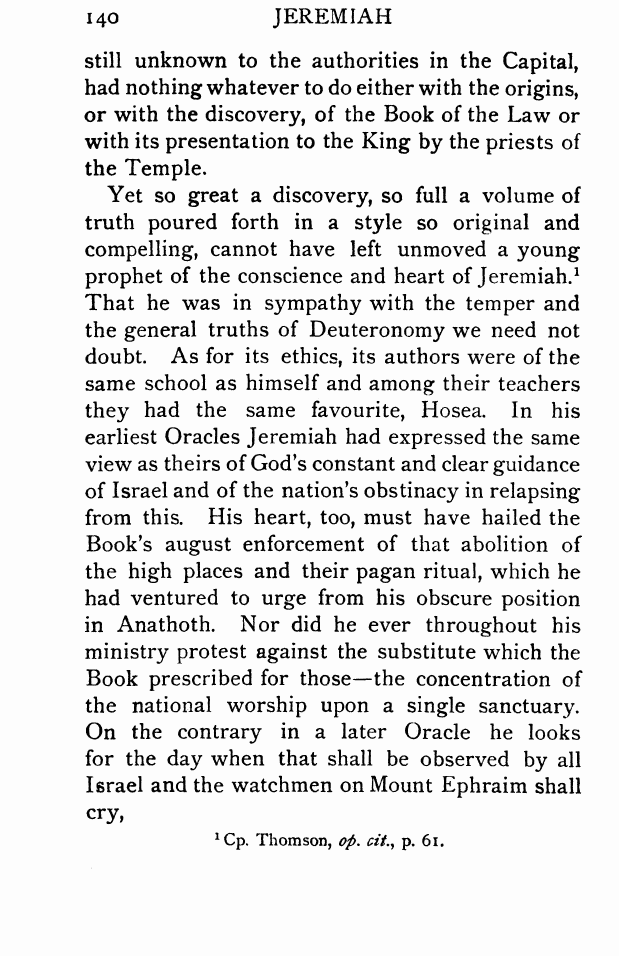 140 JEREMIAH
still unknown to the authorities in the Capital,
had nothing whatever to do either with the origins,
or with the discovery, of the Book of the Law or
with its presentation to the King by the priests of
the Temple.
Yet so great a discovery, so full a volume of
truth poured forth in a style so original and
compelling, cannot have left unmoved a young
prophet of the conscience and heart of Jeremiah.¹
That he was in sympathy with the temper and
the general truths of Deuteronomy we need not
doubt. As for its ethics, its authors were of the
same school as himself and among their teachers
they had the same favourite, Hosea. In his
earliest Oracles Jeremiah had expressed the same
view as theirs of God's constant and clear guidance
of Israel and of the nation's obstinacy in relapsing
from this. His heart, too, must have hailed the
Book's august enforcement of that abolition of
the high places and their pagan ritual, which he
had ventured to urge from his obscure position
in Anathoth. Nor did he ever throughout his
ministry protest against the substitute which the
Book prescribed for those—the concentration of
the national worship upon a single sanctuary.
On the contrary in a later Oracle he looks
for the day when that shall be observed by all
Israel and the watchmen on Mount Ephraim shall
cry,
¹ Cp. Thomson, op. cit., p. 61.